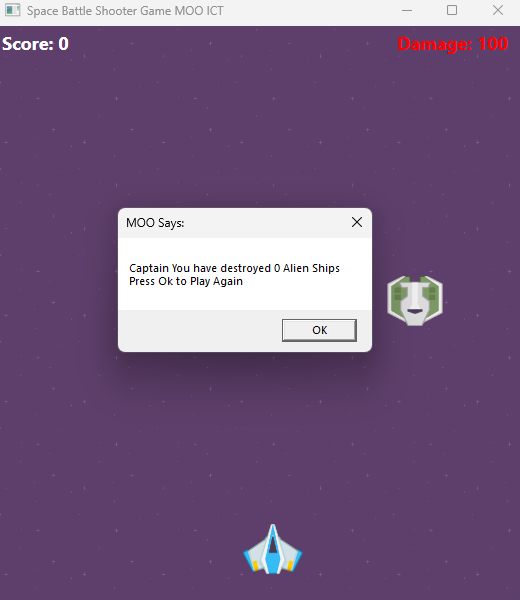 Space Battle Shooter Game MOO ICT
Score: 0
Damage: 100
MOO Says:
Captain You have destroyed 0 Alien Ships
Press Ok to Play Again
OK